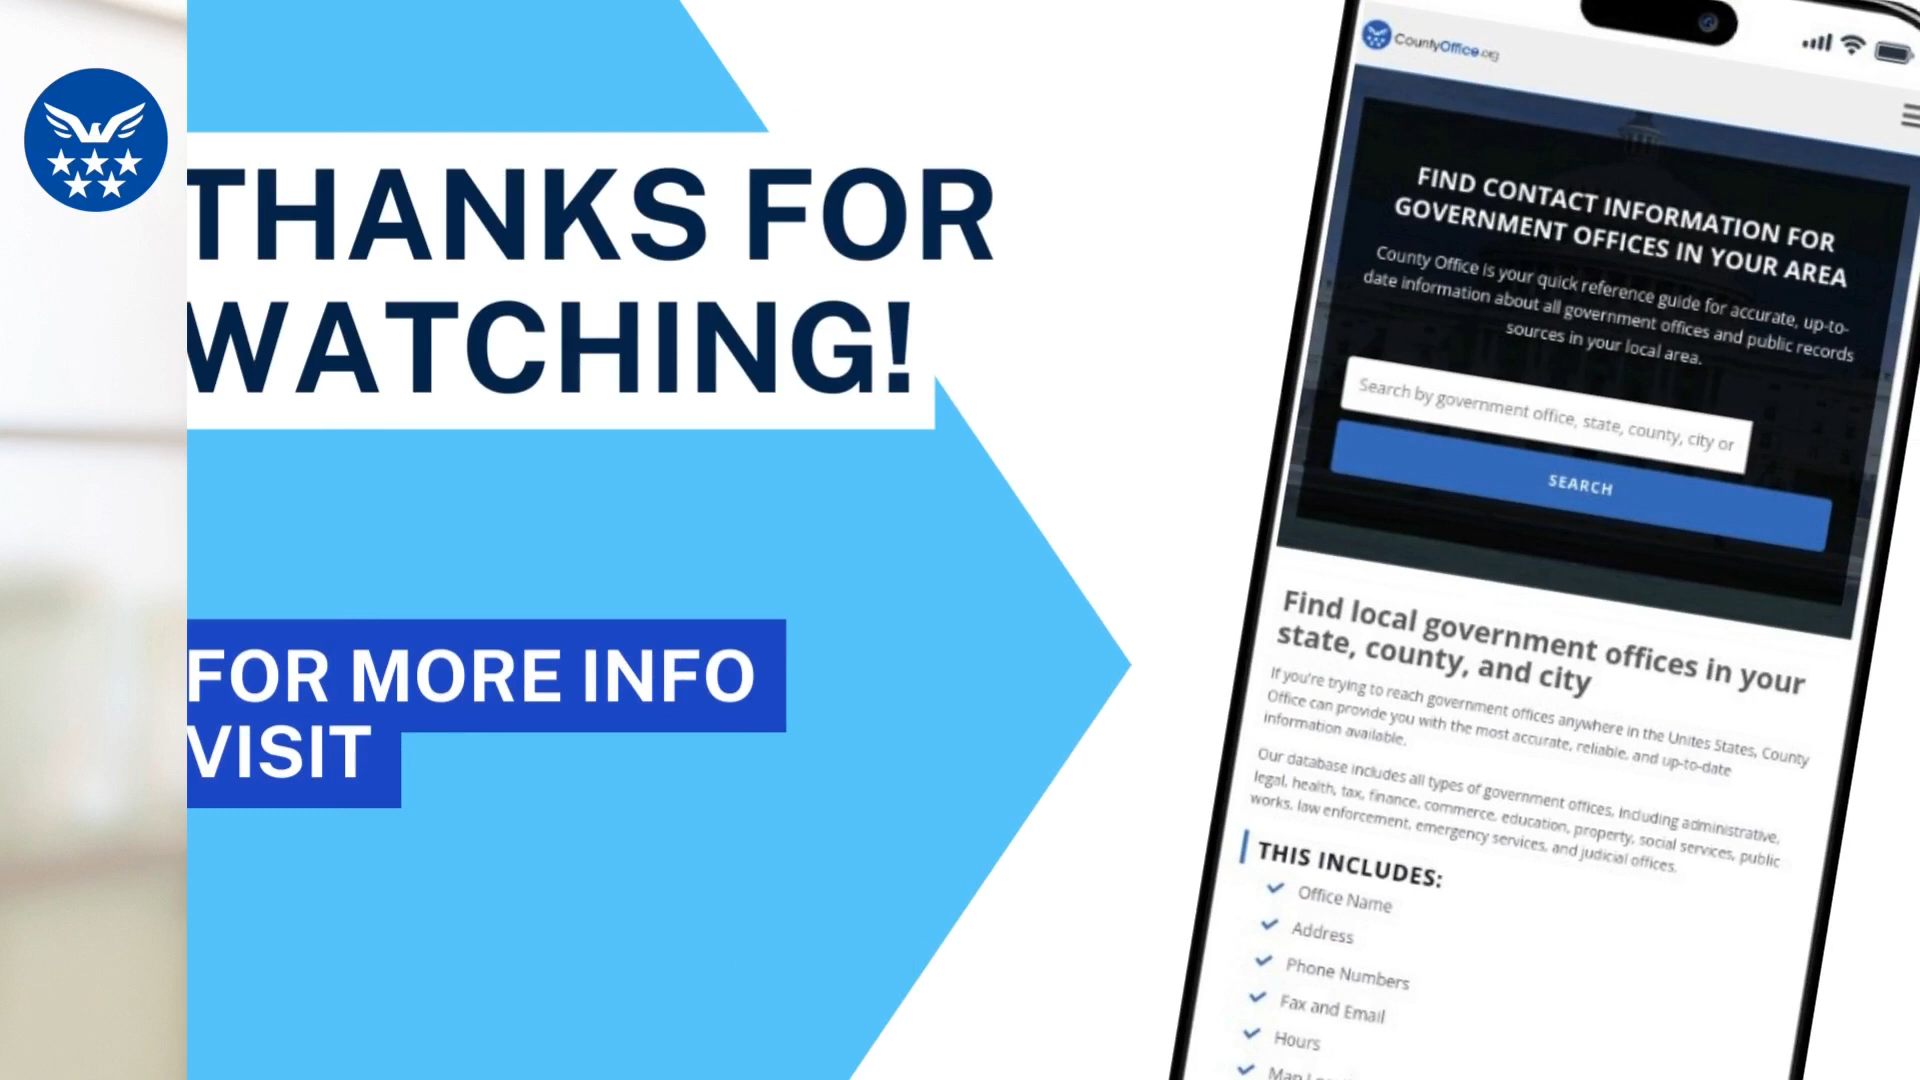 THANKS FOR
WATCHING!
FOR MORE INFO
VISIT
CountyOffice.org
FIND CONTACT INFORMATION FOR
GOVERNMENT OFFICES IN YOUR AREA
County Office is your quick reference guide for accurate, up-to-
date information about all government offices and public records
sources in your local area.
Search by government office, state, county, city or
SEARCH
Find local government offices in your
state, county, and city
If you're trying to reach government offices anywhere in the Unites States, County
Office can provide you with the most accurate, reliable, and up-to-date
information available.
Our database includes all types of government offices, including administrative,
legal, health, tax, finance, commerce, education, property, social services, public
works, law enforcement, emergency services, and judicial offices.
THIS INCLUDES:
Office Name
Address
Phone Numbers
Fax and Email
Hours
Map